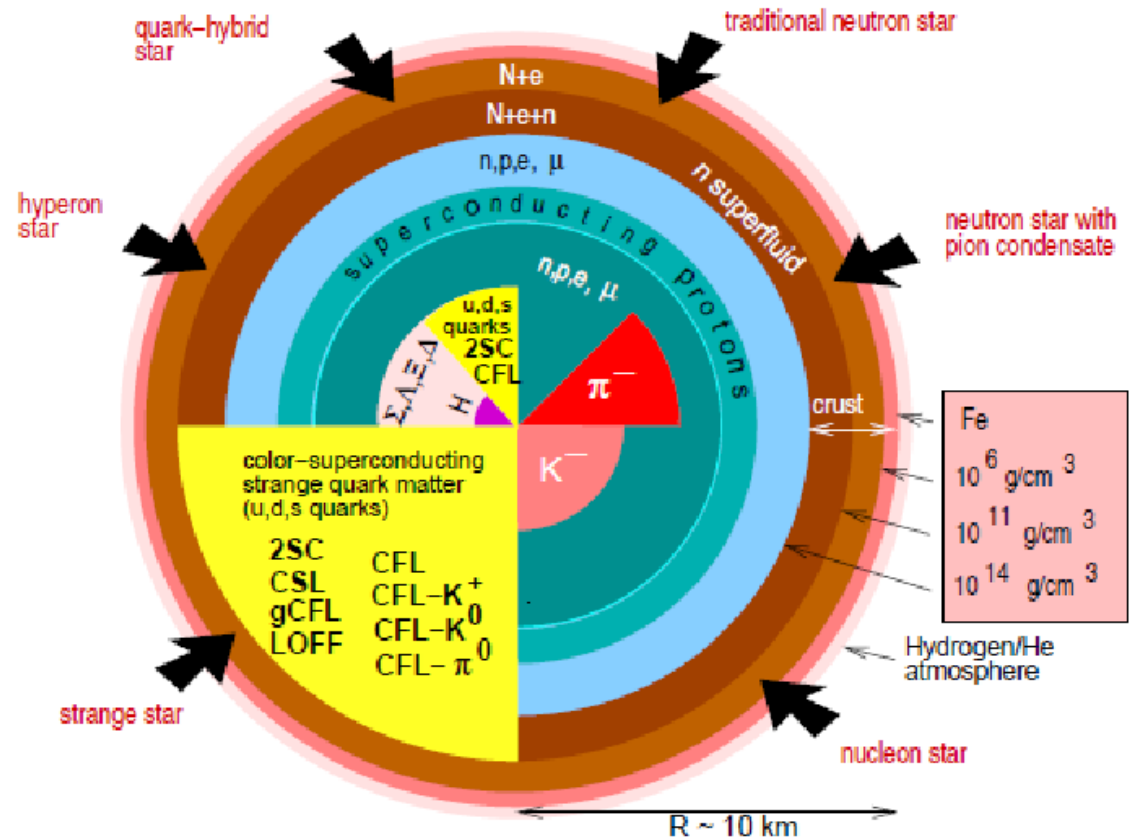 quark–hybrid
star
traditional neutron star
N+e
N+e+n
n,p,e, μ
n superfluid
hyperon
star
neutron star with
pion condensate
superconducting protons
n,p,e, μ
u,d,s
quarks
2SC
CFL
Σ,Λ,Ξ,Δ
H
π⁻
K⁻
crust
Fe
10⁶ g/cm³
10¹¹ g/cm³
10¹⁴ g/cm³
Hydrogen/He
atmosphere
color–superconducting
strange quark matter
(u,d,s quarks)
2SC
CSL
gCFL
LOFF
CFL
CFL–K⁺
CFL–K⁰
CFL–π⁰
strange star
nucleon star
R ~ 10 km